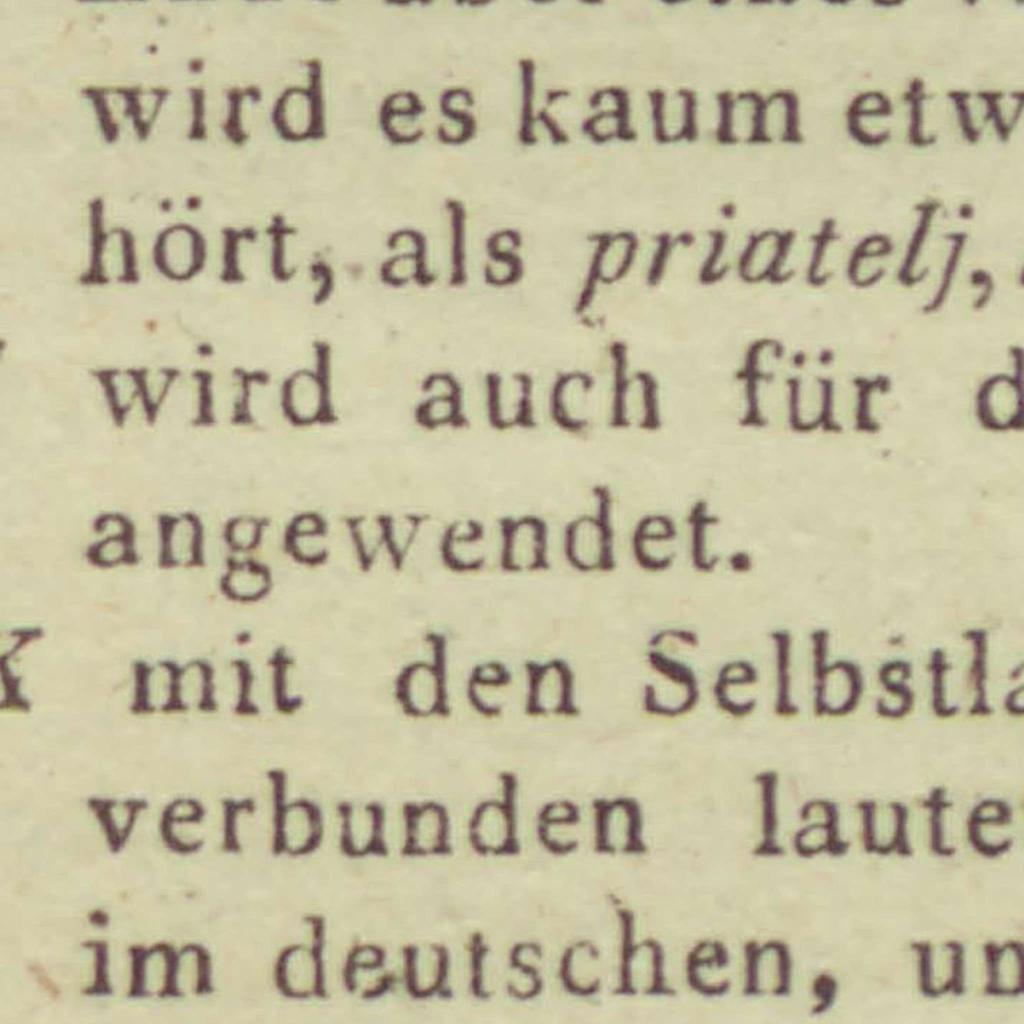 wird es kaum etw
hört, als priatelj,
wird auch für d
angewendet.
K mit den Selbstla
verbunden laute
im deutschen, un